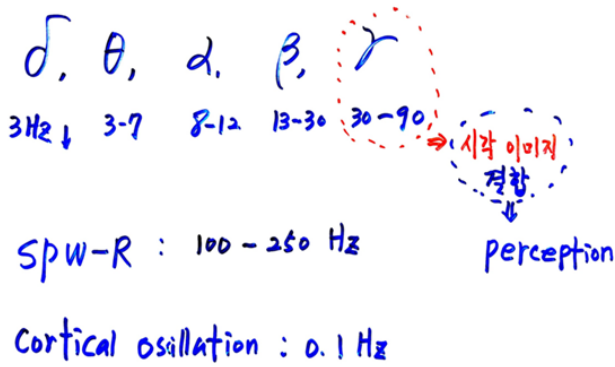 δ, θ, α, β, γ
3Hz↓ 3-7 8-12 13-30 30-90
⇒ 시각 이미지
결합
⇓
perception
SPW-R : 100-250 Hz
Cortical osillation : 0.1 Hz